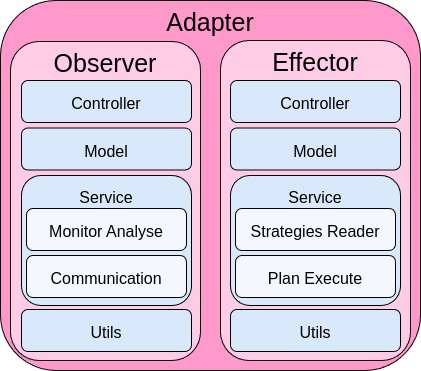 Adapter
Observer
Controller
Model
Service
Monitor Analyse
Communication
Utils
Effector
Controller
Model
Service
Strategies Reader
Plan Execute
Utils